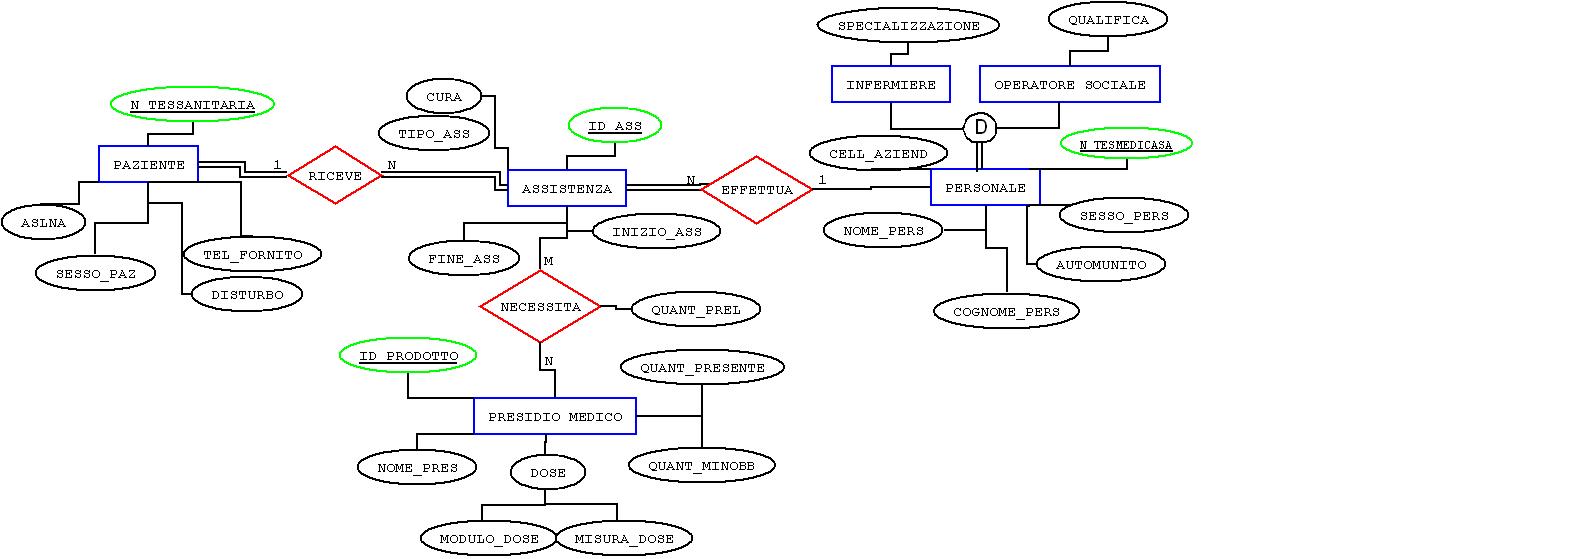 SPECIALIZZAZIONE
QUALIFICA
INFERMIERE
OPERATORE SOCIALE
CURA
N_TESSANITARIA
TIPO_ASS
ID_ASS
D
CELL_AZIEND
N_TESMEDICASA
PAZIENTE
1
RICEVE
N
ASSISTENZA
N
EFFETTUA
1
PERSONALE
ASLNA
SESSO_PAZ
TEL_FORNITO
DISTURBO
FINE_ASS
INIZIO_ASS
NOME_PERS
SESSO_PERS
AUTOMUNITO
COGNOME_PERS
M
NECESSITA
QUANT_PREL
N
ID_PRODOTTO
QUANT_PRESENTE
PRESIDIO MEDICO
NOME_PRES
DOSE
QUANT_MINOBB
MODULO_DOSE
MISURA_DOSE